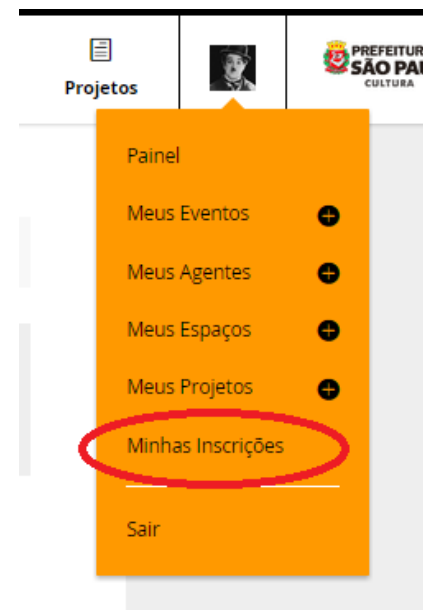 Projetos
PREFEITUR
SÃO PAU
CULTURA
Painel
Meus Eventos
Meus Agentes
Meus Espaços
Meus Projetos
Minhas Inscrições
Sair